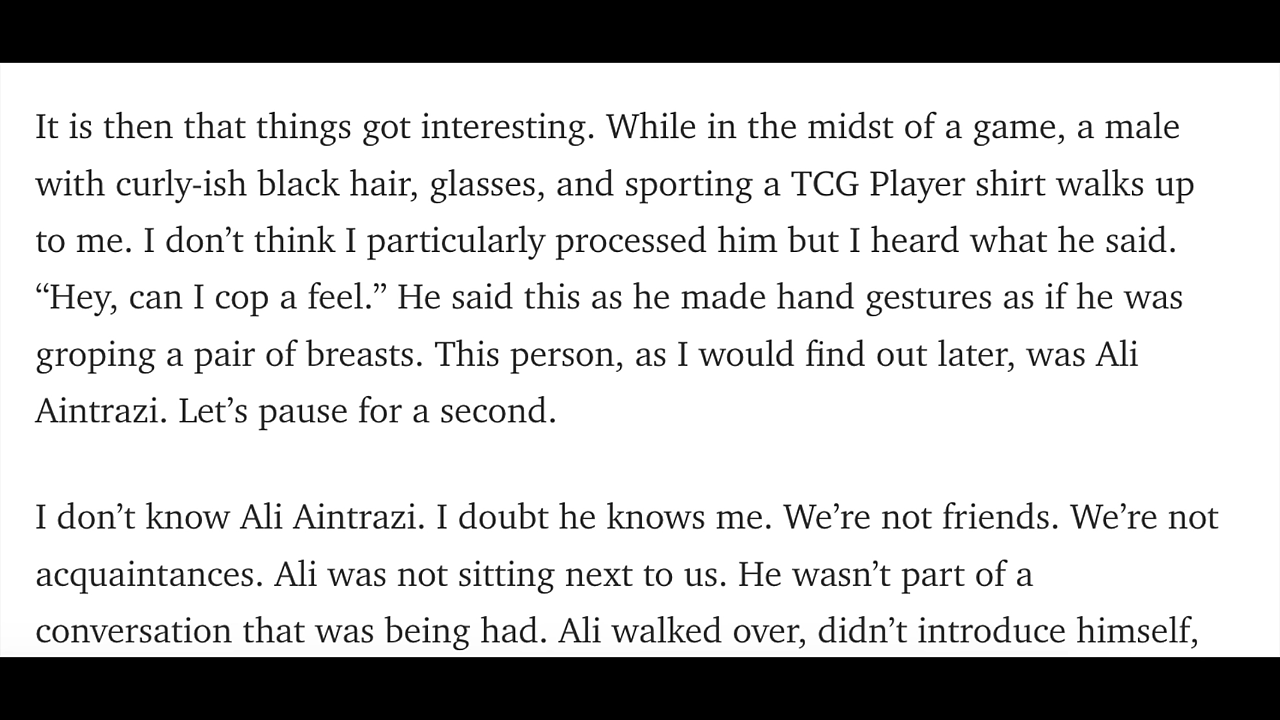 It is then that things got interesting. While in the midst of a game, a male
with curly-ish black hair, glasses, and sporting a TCG Player shirt walks up
to me. I don’t think I particularly processed him but I heard what he said.
“Hey, can I cop a feel.” He said this as he made hand gestures as if he was
groping a pair of breasts. This person, as I would find out later, was Ali
Aintrazi. Let’s pause for a second.
I don’t know Ali Aintrazi. I doubt he knows me. We’re not friends. We’re not
acquaintances. Ali was not sitting next to us. He wasn’t part of a
conversation that was being had. Ali walked over, didn’t introduce himself,